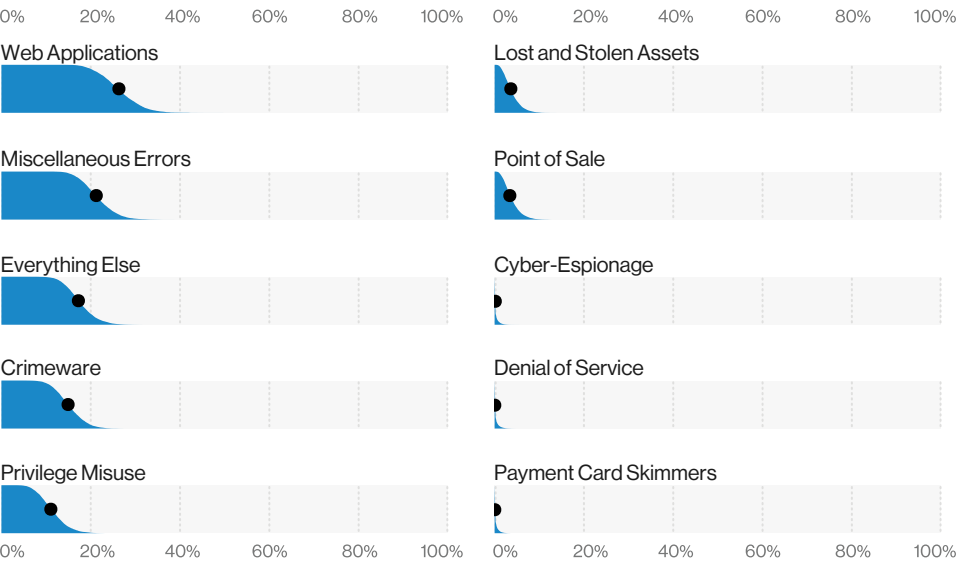 0% 20% 40% 60% 80% 100%
Web Applications
Miscellaneous Errors
Everything Else
Crimeware
Privilege Misuse
0% 20% 40% 60% 80% 100%
0% 20% 40% 60% 80% 100%
Lost and Stolen Assets
Point of Sale
Cyber-Espionage
Denial of Service
Payment Card Skimmers
0% 20% 40% 60% 80% 100%